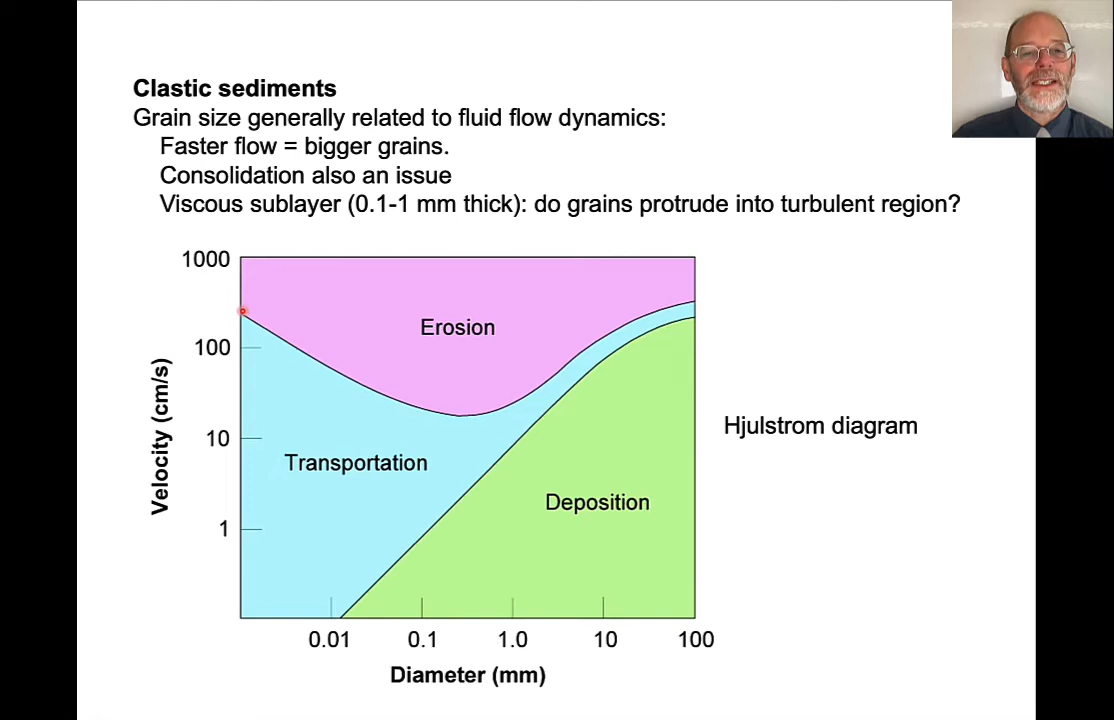 Clastic sediments
Grain size generally related to fluid flow dynamics:
Faster flow = bigger grains.
Consolidation also an issue
Viscous sublayer (0.1-1 mm thick): do grains protrude into turbulent region?
1000
100
10
1
Velocity (cm/s)
Erosion
Transportation
Deposition
Hjulstrom diagram
0.01 0.1 1.0 10 100
Diameter (mm)